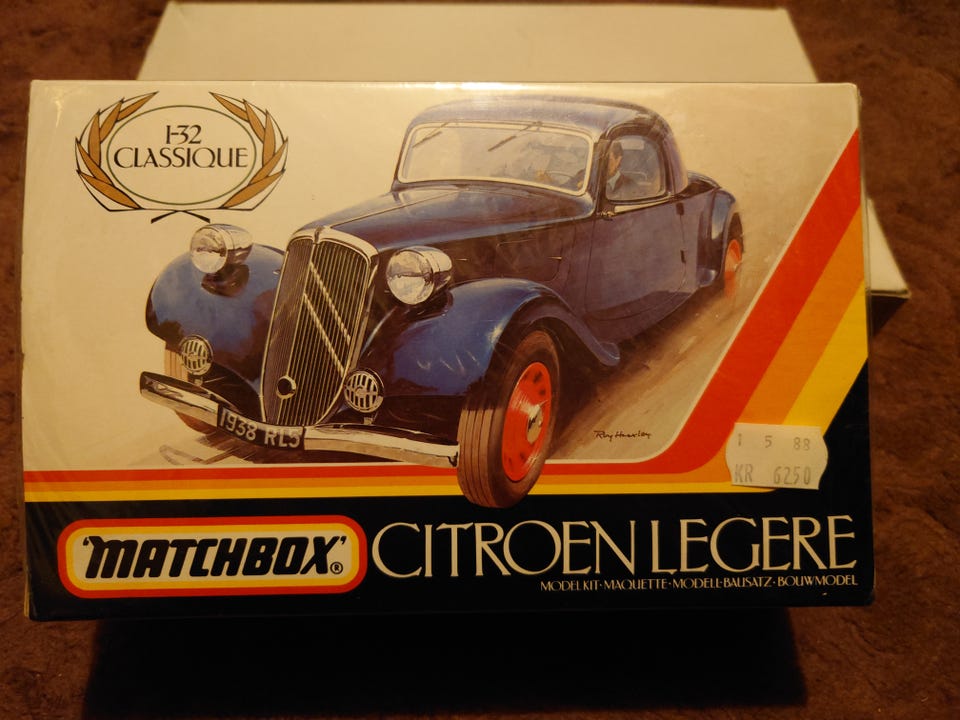 1-32
CLASSIQUE
1938 RL5
Roy Huxley
1 5 88
KR 6250
'MATCHBOX'®
CITROEN LEGERE
MODEL KIT · MAQUETTE · MODELL-BAUSATZ · BOUWMODEL